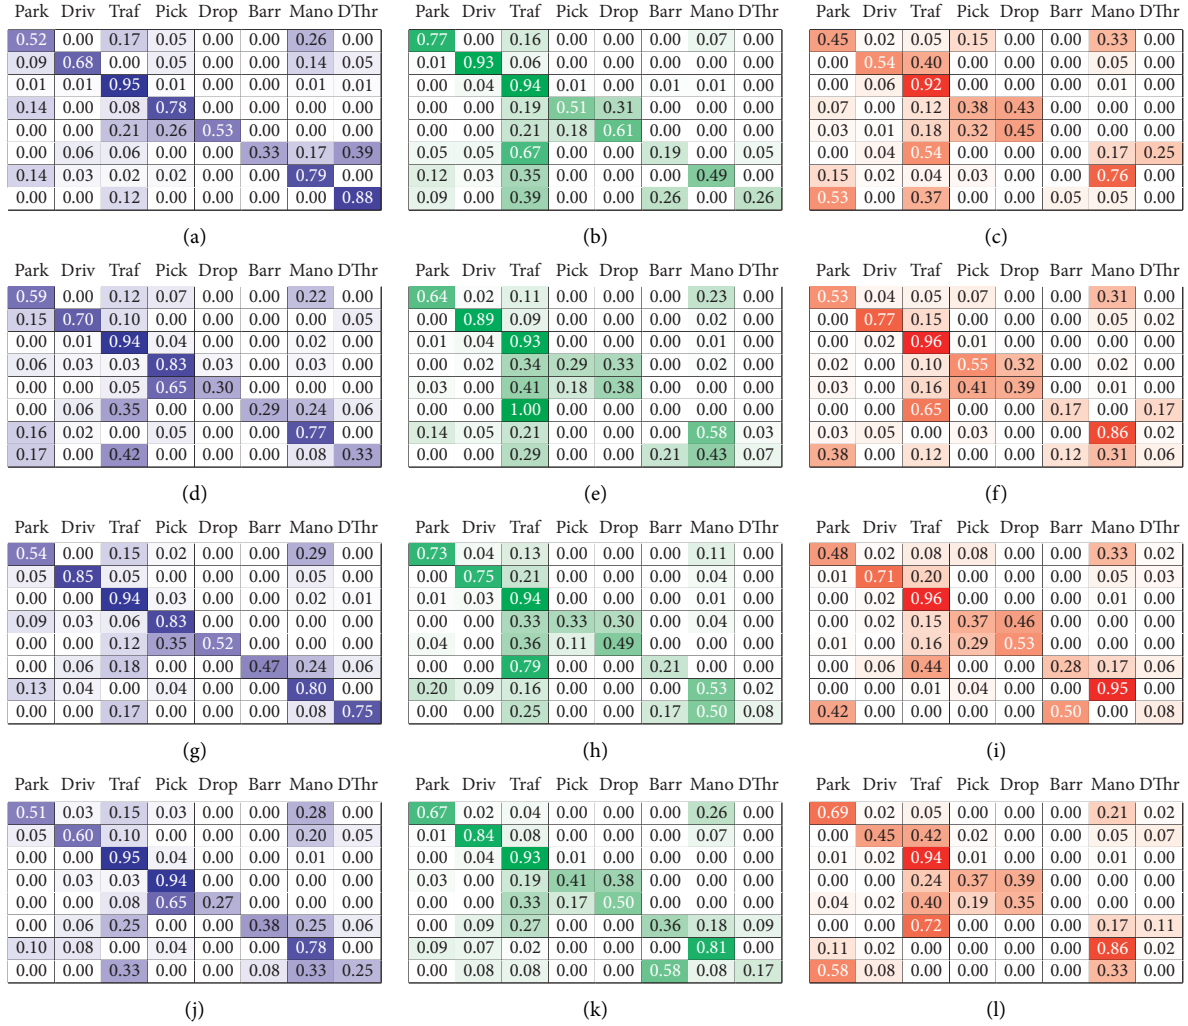 Park Driv Traf Pick Drop Barr Mano DThr
0.52 0.00 0.17 0.05 0.00 0.00 0.26 0.00
0.09 0.68 0.00 0.05 0.00 0.00 0.14 0.05
0.01 0.01 0.95 0.01 0.00 0.00 0.01 0.01
0.14 0.00 0.08 0.78 0.00 0.00 0.00 0.00
0.00 0.00 0.21 0.26 0.53 0.00 0.00 0.00
0.00 0.06 0.06 0.00 0.00 0.33 0.17 0.39
0.14 0.03 0.02 0.02 0.00 0.00 0.79 0.00
0.00 0.00 0.12 0.00 0.00 0.00 0.00 0.88
(a)
Park Driv Traf Pick Drop Barr Mano DThr
0.77 0.00 0.16 0.00 0.00 0.00 0.07 0.00
0.01 0.93 0.06 0.00 0.00 0.00 0.00 0.00
0.00 0.04 0.94 0.01 0.00 0.01 0.01 0.00
0.00 0.00 0.19 0.51 0.31 0.00 0.00 0.00
0.00 0.00 0.21 0.18 0.61 0.00 0.00 0.00
0.05 0.05 0.67 0.00 0.00 0.19 0.00 0.05
0.12 0.03 0.35 0.00 0.00 0.00 0.49 0.00
0.09 0.00 0.39 0.00 0.00 0.26 0.00 0.26
(b)
Park Driv Traf Pick Drop Barr Mano DThr
0.45 0.02 0.05 0.15 0.00 0.00 0.33 0.00
0.00 0.54 0.40 0.00 0.00 0.00 0.05 0.00
0.00 0.06 0.92 0.00 0.00 0.00 0.01 0.00
0.07 0.00 0.12 0.38 0.43 0.00 0.00 0.00
0.03 0.01 0.18 0.32 0.45 0.00 0.00 0.00
0.00 0.04 0.54 0.00 0.00 0.00 0.17 0.25
0.15 0.02 0.04 0.03 0.00 0.00 0.76 0.00
0.53 0.00 0.37 0.00 0.00 0.05 0.05 0.00
(c)
Park Driv Traf Pick Drop Barr Mano DThr
0.59 0.00 0.12 0.07 0.00 0.00 0.22 0.00
0.15 0.70 0.10 0.00 0.00 0.00 0.00 0.05
0.00 0.01 0.94 0.04 0.00 0.00 0.02 0.00
0.06 0.03 0.03 0.83 0.03 0.00 0.03 0.00
0.00 0.00 0.05 0.65 0.30 0.00 0.00 0.00
0.00 0.06 0.35 0.00 0.00 0.29 0.24 0.06
0.16 0.02 0.00 0.05 0.00 0.00 0.77 0.00
0.17 0.00 0.42 0.00 0.00 0.00 0.08 0.33
(d)
Park Driv Traf Pick Drop Barr Mano DThr
0.64 0.02 0.11 0.00 0.00 0.00 0.23 0.00
0.00 0.89 0.09 0.00 0.00 0.00 0.02 0.00
0.01 0.04 0.93 0.01 0.00 0.00 0.01 0.00
0.00 0.02 0.34 0.29 0.33 0.00 0.02 0.00
0.03 0.00 0.41 0.18 0.38 0.00 0.00 0.00
0.00 0.00 1.00 0.00 0.00 0.00 0.00 0.00
0.14 0.05 0.21 0.00 0.00 0.00 0.58 0.03
0.00 0.00 0.29 0.00 0.00 0.21 0.43 0.07
(e)
Park Driv Traf Pick Drop Barr Mano DThr
0.53 0.04 0.05 0.07 0.00 0.00 0.31 0.00
0.00 0.77 0.15 0.00 0.00 0.00 0.05 0.02
0.00 0.02 0.96 0.01 0.00 0.00 0.00 0.00
0.02 0.00 0.10 0.55 0.32 0.00 0.02 0.00
0.03 0.00 0.16 0.41 0.39 0.00 0.01 0.00
0.00 0.00 0.65 0.00 0.00 0.17 0.00 0.17
0.03 0.05 0.00 0.03 0.00 0.00 0.86 0.02
0.38 0.00 0.12 0.00 0.00 0.12 0.31 0.06
(f)
Park Driv Traf Pick Drop Barr Mano DThr
0.54 0.00 0.15 0.02 0.00 0.00 0.29 0.00
0.05 0.85 0.05 0.00 0.00 0.00 0.05 0.00
0.00 0.00 0.94 0.03 0.00 0.00 0.02 0.01
0.09 0.03 0.06 0.83 0.00 0.00 0.00 0.00
0.00 0.00 0.12 0.35 0.52 0.00 0.00 0.00
0.00 0.06 0.18 0.00 0.00 0.47 0.24 0.06
0.13 0.04 0.00 0.04 0.00 0.00 0.80 0.00
0.00 0.00 0.17 0.00 0.00 0.00 0.08 0.75
(g)
Park Driv Traf Pick Drop Barr Mano DThr
0.73 0.04 0.13 0.00 0.00 0.00 0.11 0.00
0.00 0.75 0.21 0.00 0.00 0.00 0.04 0.00
0.01 0.03 0.94 0.00 0.00 0.00 0.01 0.00
0.00 0.00 0.33 0.33 0.30 0.00 0.04 0.00
0.04 0.00 0.36 0.11 0.49 0.00 0.00 0.00
0.00 0.00 0.79 0.00 0.00 0.21 0.00 0.00
0.20 0.09 0.16 0.00 0.00 0.00 0.53 0.02
0.00 0.00 0.25 0.00 0.00 0.17 0.50 0.08
(h)
Park Driv Traf Pick Drop Barr Mano DThr
0.48 0.02 0.08 0.08 0.00 0.00 0.33 0.02
0.01 0.71 0.20 0.00 0.00 0.00 0.05 0.03
0.00 0.02 0.96 0.00 0.00 0.00 0.01 0.00
0.00 0.02 0.15 0.37 0.46 0.00 0.00 0.00
0.01 0.00 0.16 0.29 0.53 0.00 0.01 0.00
0.00 0.06 0.44 0.00 0.00 0.28 0.17 0.06
0.00 0.00 0.01 0.04 0.00 0.00 0.95 0.00
0.42 0.00 0.00 0.00 0.00 0.50 0.00 0.08
(i)
Park Driv Traf Pick Drop Barr Mano DThr
0.51 0.03 0.15 0.03 0.00 0.00 0.28 0.00
0.05 0.60 0.10 0.00 0.00 0.00 0.20 0.05
0.00 0.00 0.95 0.04 0.00 0.00 0.01 0.00
0.00 0.03 0.03 0.94 0.00 0.00 0.00 0.00
0.00 0.00 0.08 0.65 0.27 0.00 0.00 0.00
0.00 0.06 0.25 0.00 0.00 0.38 0.25 0.06
0.10 0.08 0.00 0.04 0.00 0.00 0.78 0.00
0.00 0.00 0.33 0.00 0.00 0.08 0.33 0.25
(j)
Park Driv Traf Pick Drop Barr Mano DThr
0.67 0.02 0.04 0.00 0.00 0.00 0.26 0.00
0.01 0.84 0.08 0.00 0.00 0.00 0.07 0.00
0.00 0.04 0.93 0.01 0.00 0.00 0.00 0.00
0.03 0.00 0.19 0.41 0.38 0.00 0.00 0.00
0.00 0.00 0.33 0.17 0.50 0.00 0.00 0.00
0.00 0.09 0.27 0.00 0.00 0.36 0.18 0.09
0.09 0.07 0.02 0.00 0.00 0.00 0.81 0.00
0.00 0.08 0.08 0.00 0.00 0.58 0.08 0.17
(k)
Park Driv Traf Pick Drop Barr Mano DThr
0.69 0.02 0.05 0.00 0.00 0.00 0.21 0.02
0.00 0.45 0.42 0.02 0.00 0.00 0.05 0.07
0.01 0.02 0.94 0.01 0.00 0.00 0.01 0.00
0.00 0.00 0.24 0.37 0.39 0.00 0.00 0.00
0.04 0.02 0.40 0.19 0.35 0.00 0.00 0.00
0.00 0.00 0.72 0.00 0.00 0.00 0.17 0.11
0.11 0.02 0.00 0.00 0.00 0.00 0.86 0.02
0.58 0.08 0.00 0.00 0.00 0.00 0.33 0.00
(l)